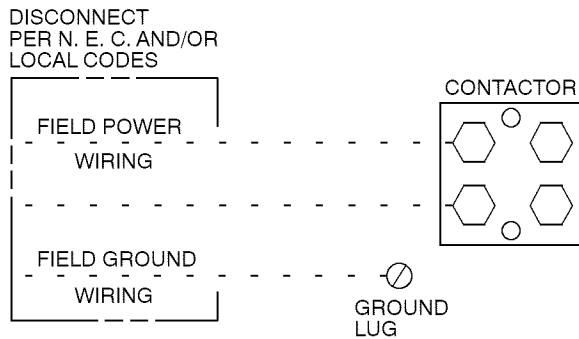 DISCONNECT
PER N. E. C. AND/OR
LOCAL CODES
CONTACTOR
FIELD POWER
WIRING
FIELD GROUND
WIRING
GROUND
LUG